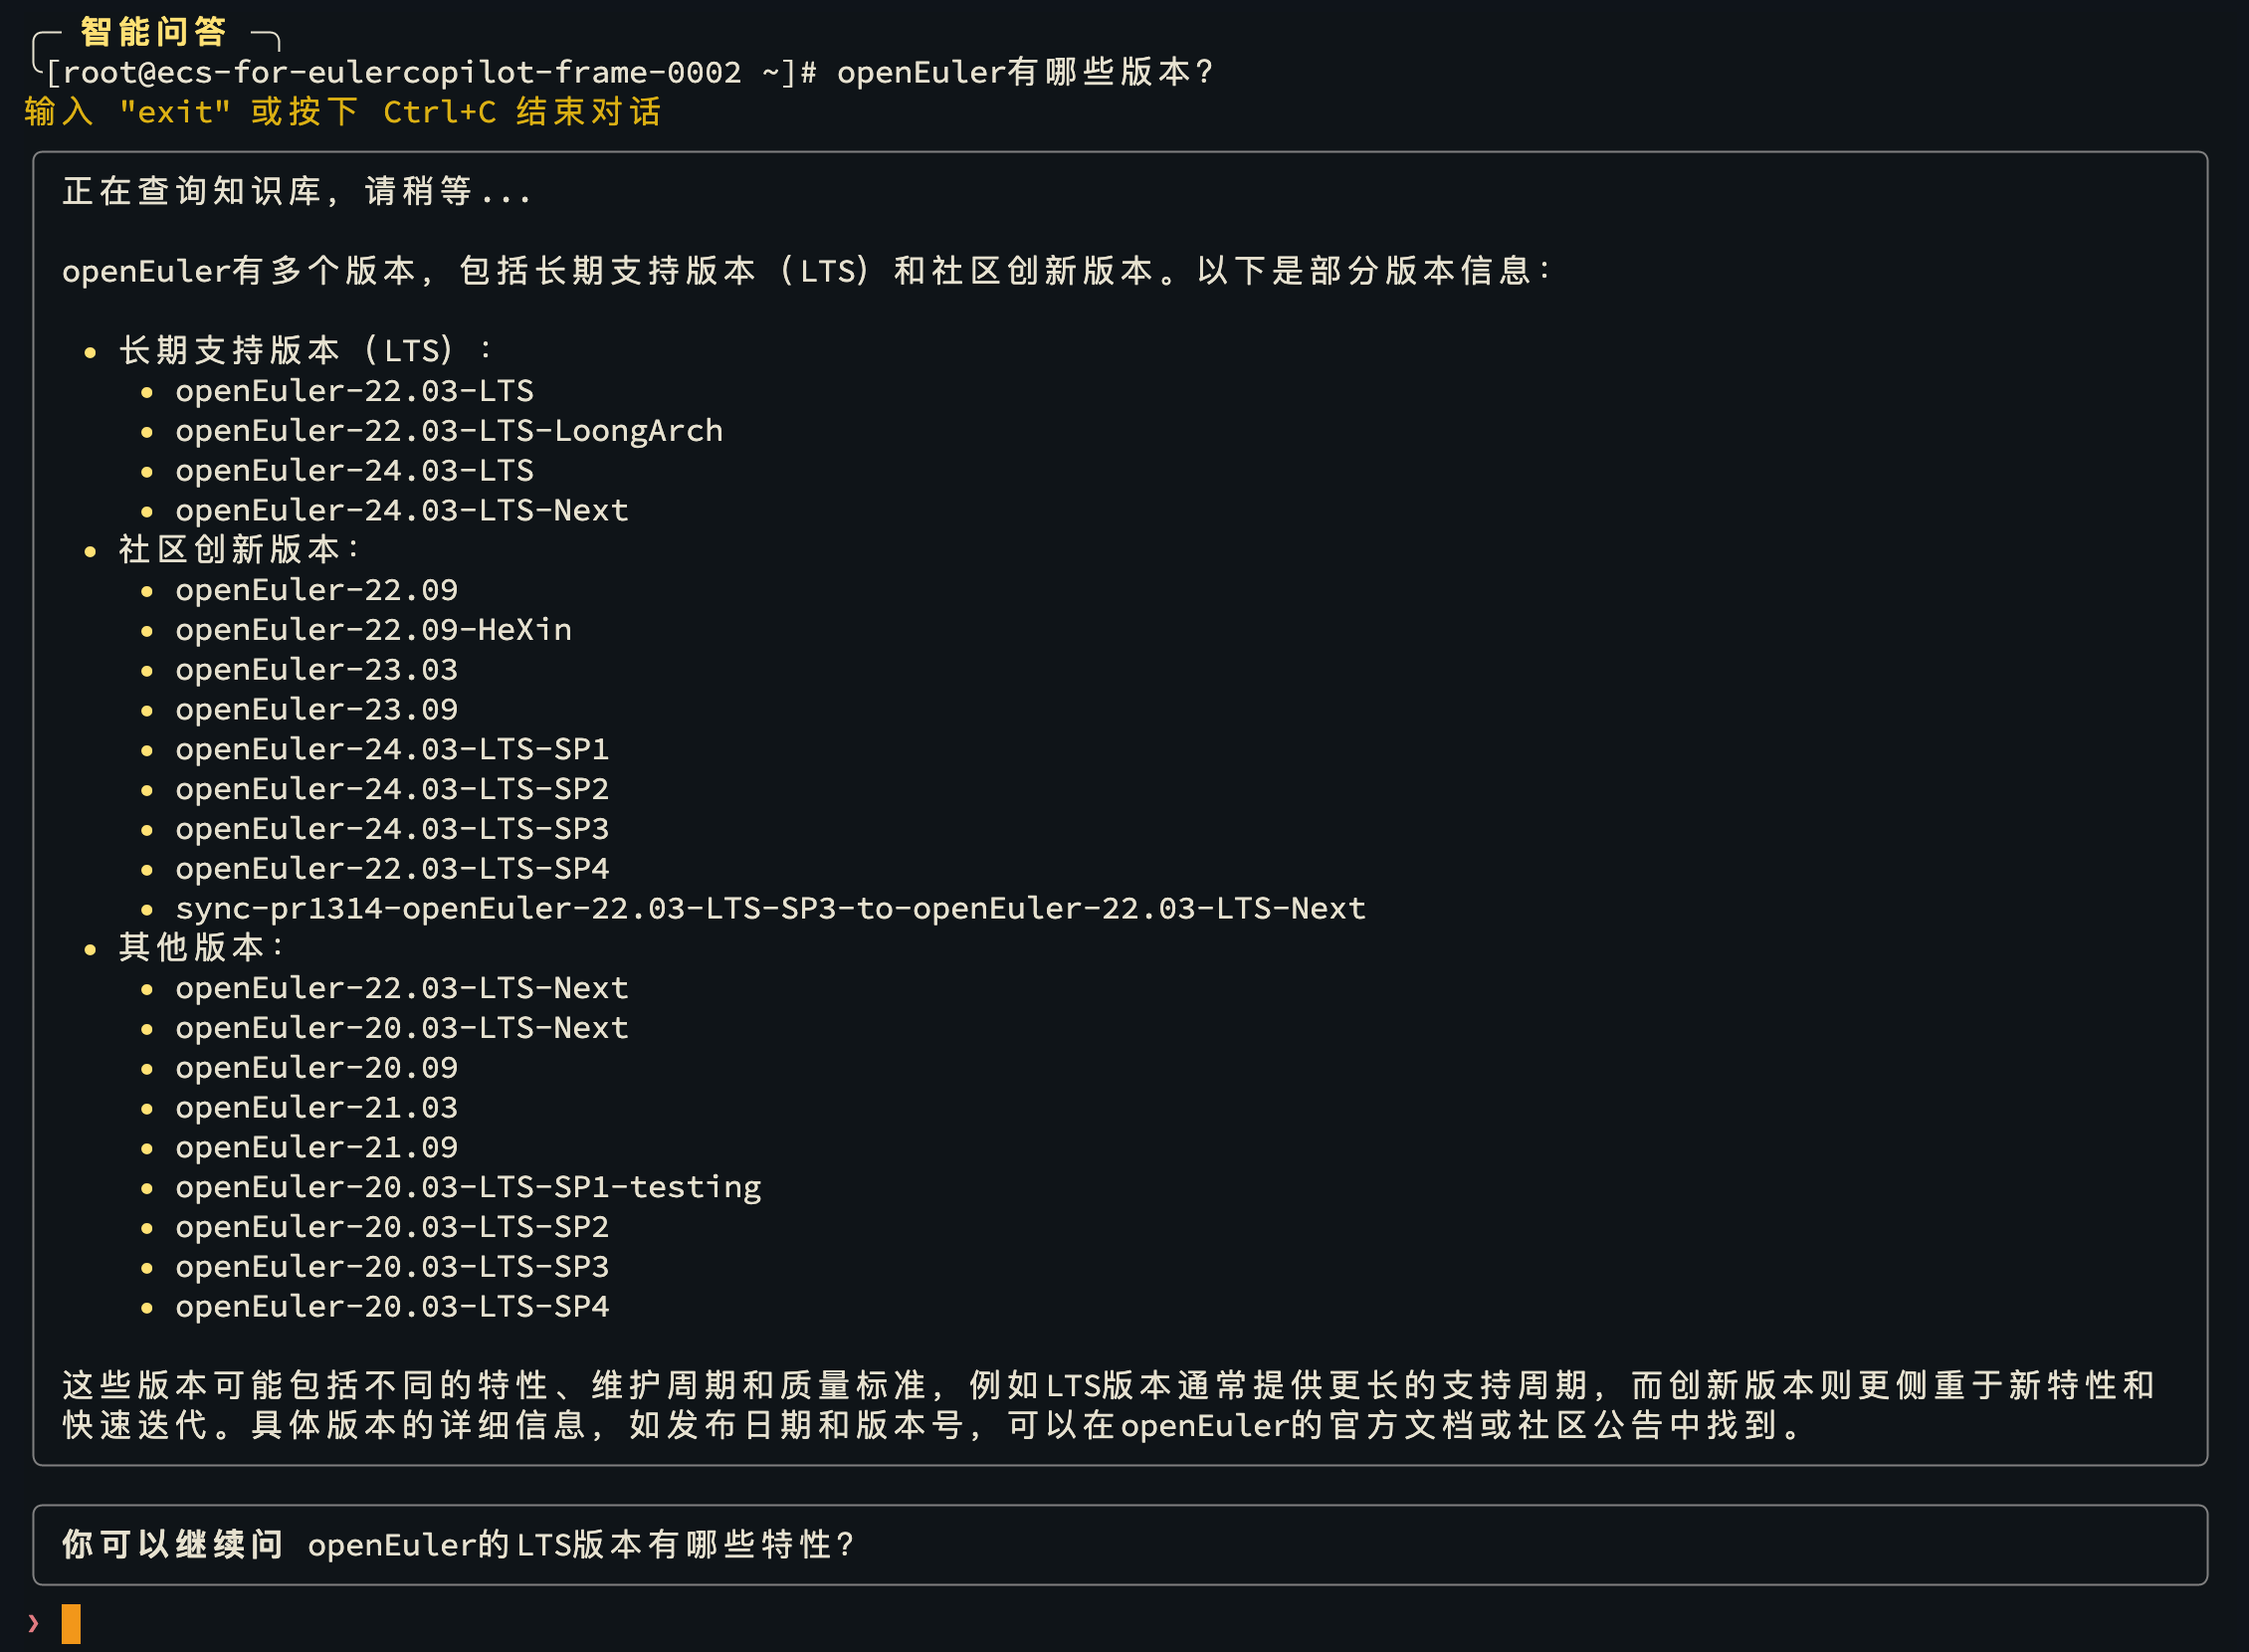 智能问答
[root@ecs-for-eulercopilot-frame-0002 ~]# openEuler有哪些版本？
输入 "exit" 或按下 Ctrl+C 结束对话
正在查询知识库，请稍等...
openEuler有多个版本，包括长期支持版本（LTS）和社区创新版本。以下是部分版本信息：
• 长期支持版本（LTS）：
• openEuler-22.03-LTS
• openEuler-22.03-LTS-LoongArch
• openEuler-24.03-LTS
• openEuler-24.03-LTS-Next
• 社区创新版本：
• openEuler-22.09
• openEuler-22.09-HeXin
• openEuler-23.03
• openEuler-23.09
• openEuler-24.03-LTS-SP1
• openEuler-24.03-LTS-SP2
• openEuler-24.03-LTS-SP3
• openEuler-22.03-LTS-SP4
• sync-pr1314-openEuler-22.03-LTS-SP3-to-openEuler-22.03-LTS-Next
• 其他版本：
• openEuler-22.03-LTS-Next
• openEuler-20.03-LTS-Next
• openEuler-20.09
• openEuler-21.03
• openEuler-21.09
• openEuler-20.03-LTS-SP1-testing
• openEuler-20.03-LTS-SP2
• openEuler-20.03-LTS-SP3
• openEuler-20.03-LTS-SP4
这些版本可能包括不同的特性、维护周期和质量标准，例如LTS版本通常提供更长的支持周期，而创新版本则更侧重于新特性和
快速迭代。具体版本的详细信息，如发布日期和版本号，可以在openEuler的官方文档或社区公告中找到。
你可以继续问 openEuler的LTS版本有哪些特性？
❯